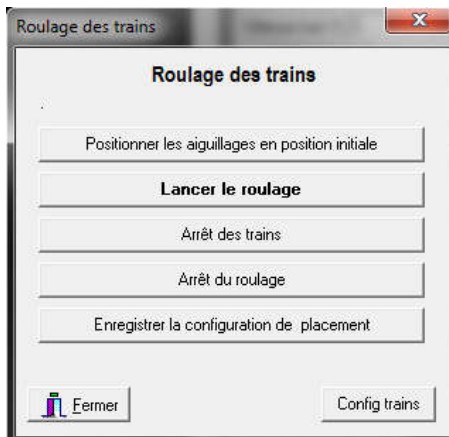 Roulage des trains
Roulage des trains
.
Positionner les aiguillages en position initiale
Lancer le roulage
Arrêt des trains
Arrêt du roulage
Enregistrer la configuration de placement
Fermer
Config trains